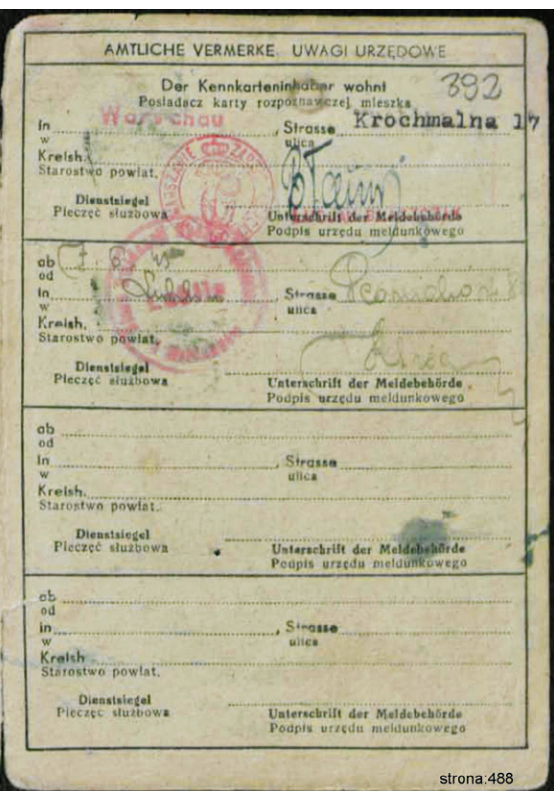 AMTLICHE VERMERKE UWAGI URZĘDOWE
Der Kennkarteninhaber wohnt 392
Posiadacz karty rozpoznawczej mieszka
In Warschau, Strasse Krochmalna 17
w ulica
Kreish.
Starostwo powiat.
Dienstsiegel Unterschrift der Meldebehörde
Pieczęć służbowa Podpis urzędu meldunkowego
ab
od
In Lublin Strasse
w ulica
Kreish.
Starostwo powiat.
Dienstsiegel Unterschrift der Meldebehörde
Pieczęć służbowa Podpis urzędu meldunkowego
ab
od
In , Strasse
w ulica
Kreish.
Starostwo powiat.
Dienstsiegel Unterschrift der Meldebehörde
Pieczęć służbowa Podpis urzędu meldunkowego
ab
od
in , Strasse
w ulica
Kreish
Starostwo powiat.
Dienstsiegel Unterschrift der Meldebehörde
Pieczęć służbowa Podpis urzędu meldunkowego
strona:488